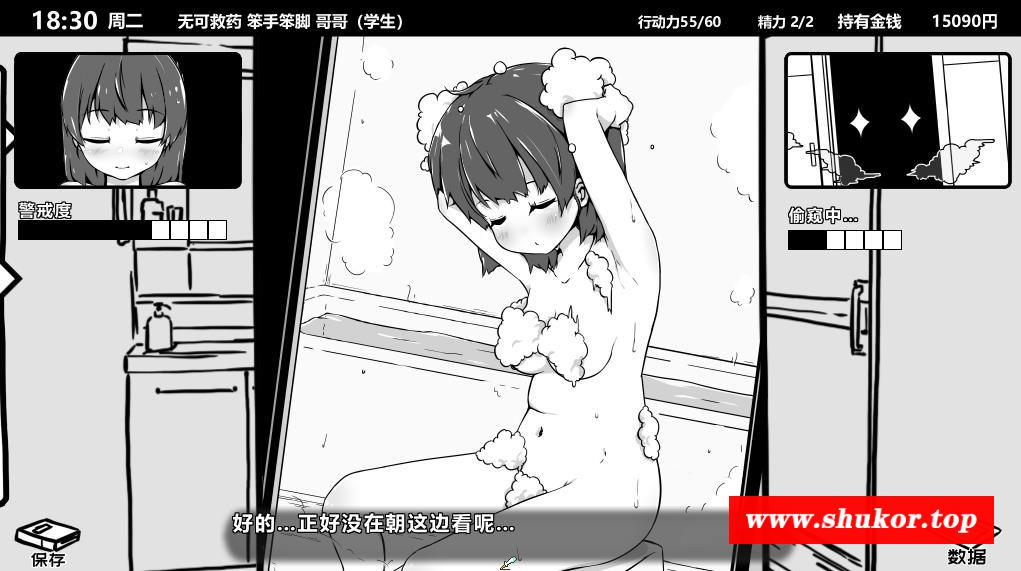 18:30 周二 无可救药 笨手笨脚 哥哥（学生） 行动力55/60 精力 2/2 持有金钱 15090円
警戒度
偷窥中...
好的...正好没在朝这边看呢...
www.shukor.top
保存
数据